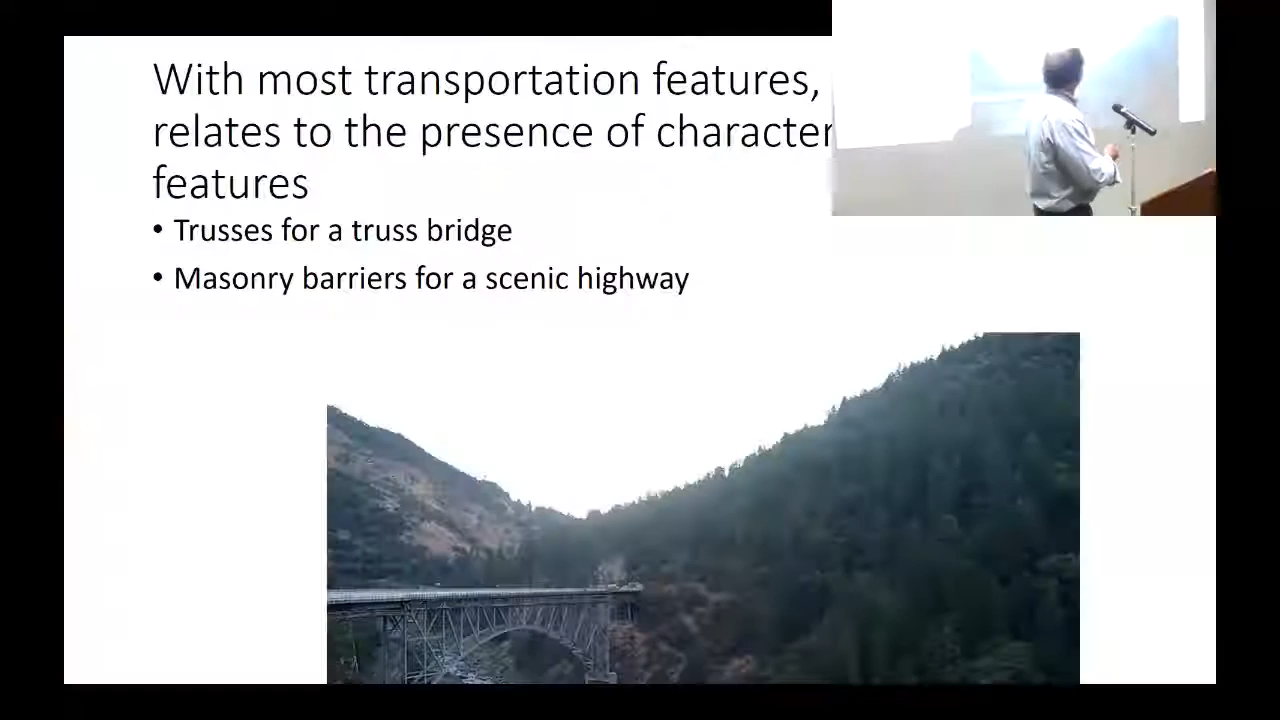 With most transportation features,
relates to the presence of character
features
• Trusses for a truss bridge
• Masonry barriers for a scenic highway